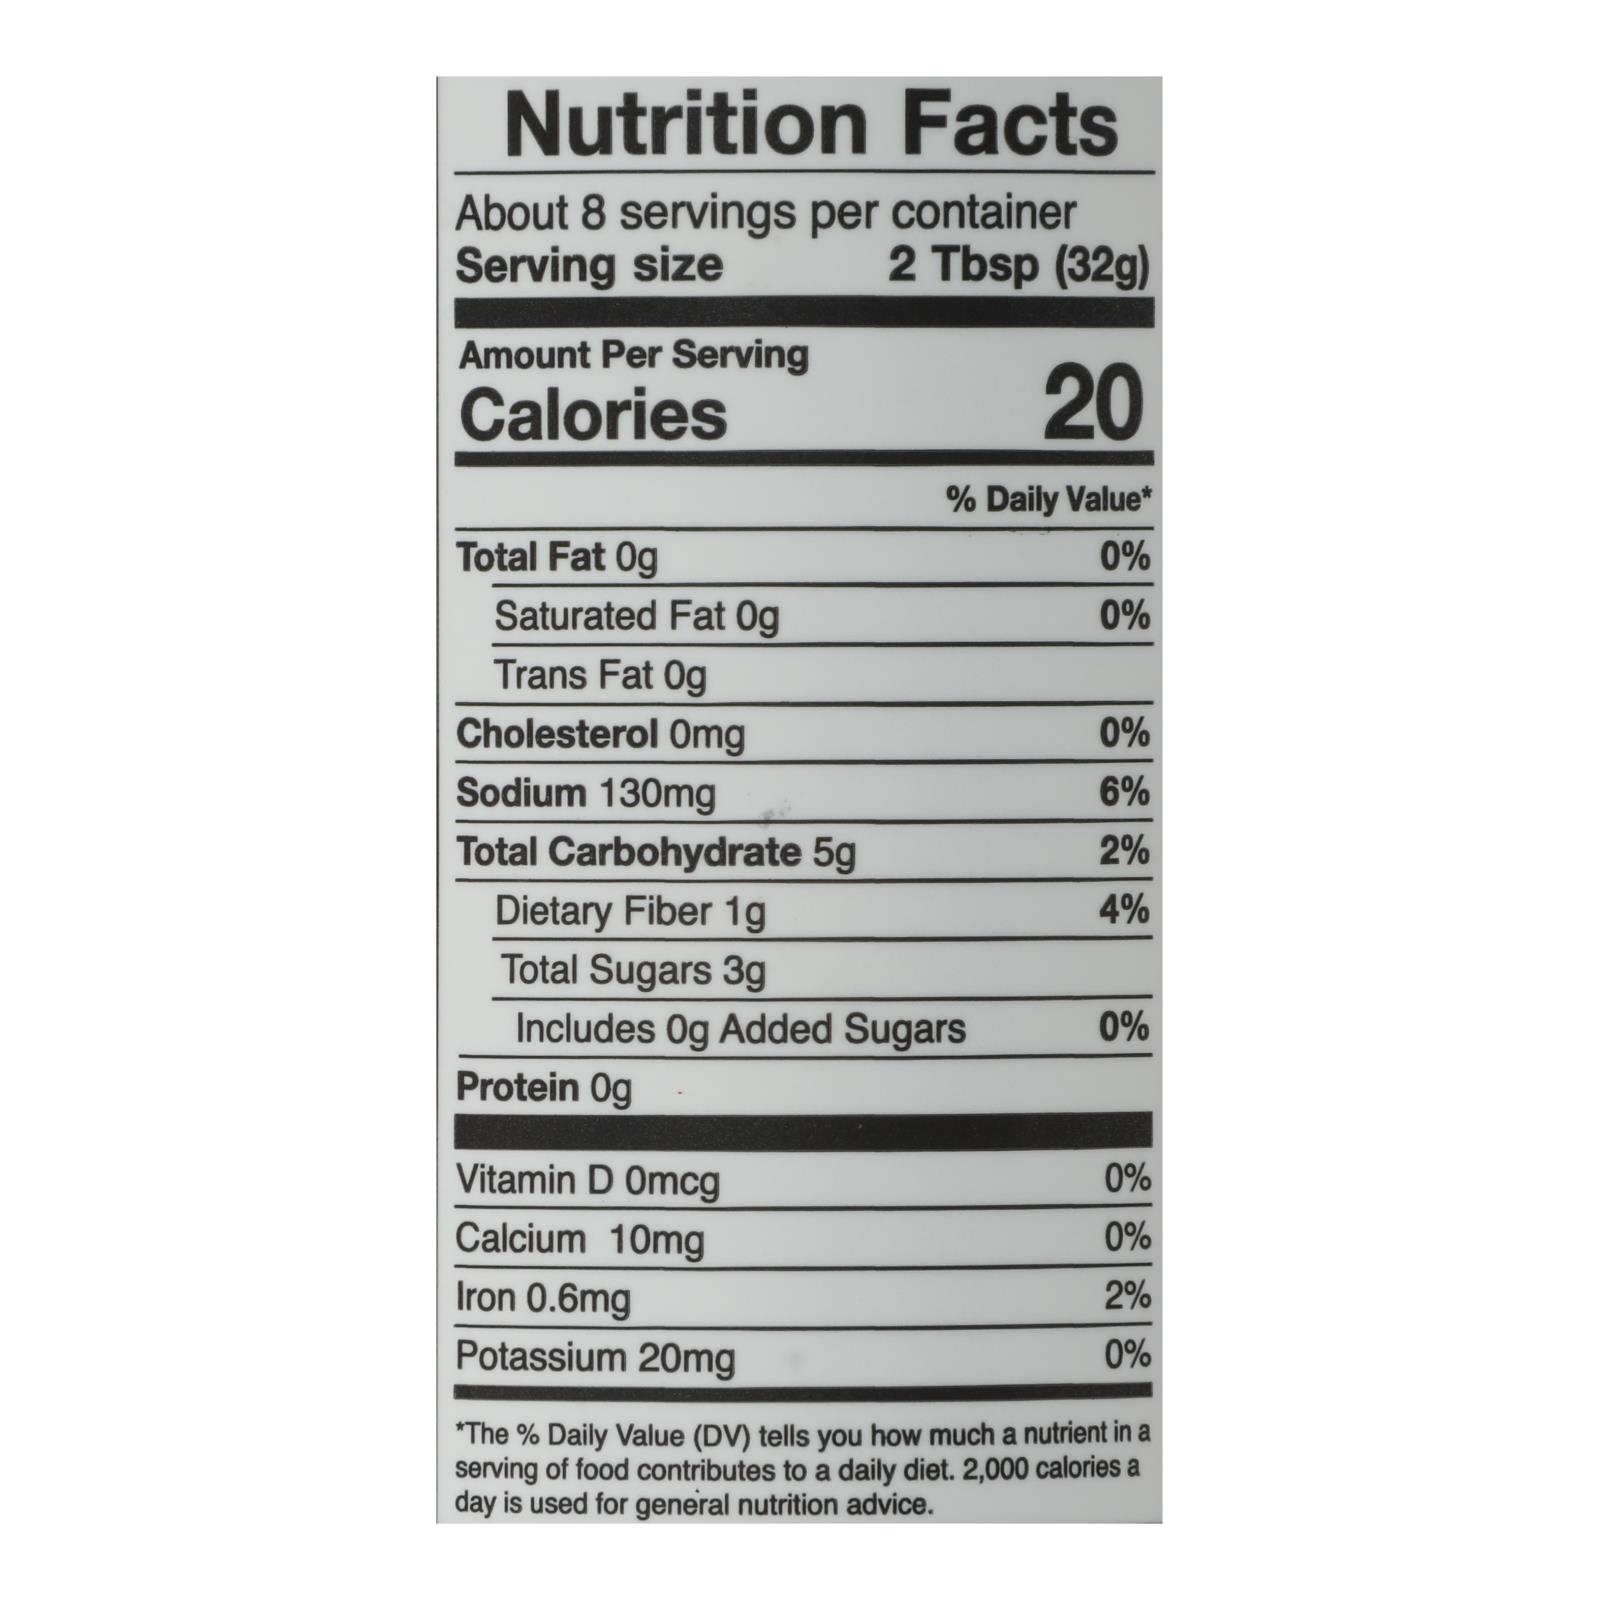 Nutrition Facts
About 8 servings per container
Serving size 2 Tbsp (32g)
Amount Per Serving
Calories 20
% Daily Value*
Total Fat 0g 0%
Saturated Fat 0g 0%
Trans Fat 0g
Cholesterol 0mg 0%
Sodium 130mg 6%
Total Carbohydrate 5g 2%
Dietary Fiber 1g 4%
Total Sugars 3g
Includes 0g Added Sugars 0%
Protein 0g
Vitamin D 0mcg 0%
Calcium 10mg 0%
Iron 0.6mg 2%
Potassium 20mg 0%
*The % Daily Value (DV) tells you how much a nutrient in a
serving of food contributes to a daily diet. 2,000 calories a
day is used for general nutrition advice.